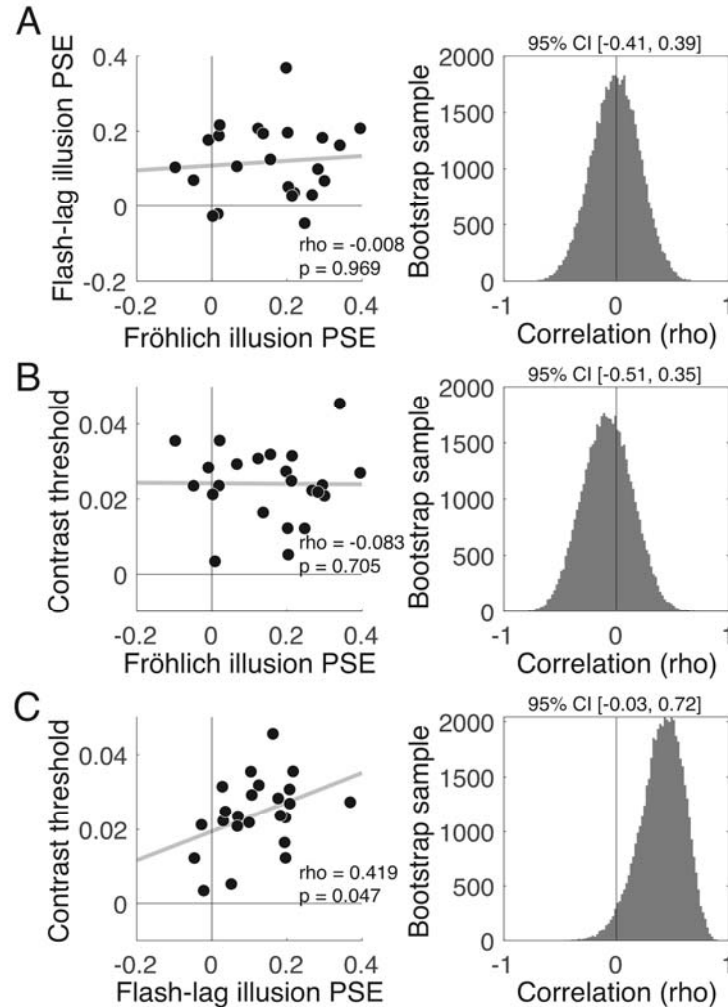 A
Flash-lag illusion PSE
0.4
0.2
0
-0.2
rho = -0.008
p = 0.969
-0.2
0
0.2
0.4
Fröhlich illusion PSE
95% CI [-0.41, 0.39]
Bootstrap sample
2000
1500
1000
500
0
-1
0
1
Correlation (rho)
B
Contrast threshold
0.04
0.02
0
rho = -0.083
p = 0.705
-0.2
0
0.2
0.4
Fröhlich illusion PSE
95% CI [-0.51, 0.35]
Bootstrap sample
2000
1500
1000
500
0
-1
0
1
Correlation (rho)
C
Contrast threshold
0.04
0.02
0
rho = 0.419
p = 0.047
-0.2
0
0.2
0.4
Flash-lag illusion PSE
95% CI [-0.03, 0.72]
Bootstrap sample
2000
1500
1000
500
0
-1
0
1
Correlation (rho)